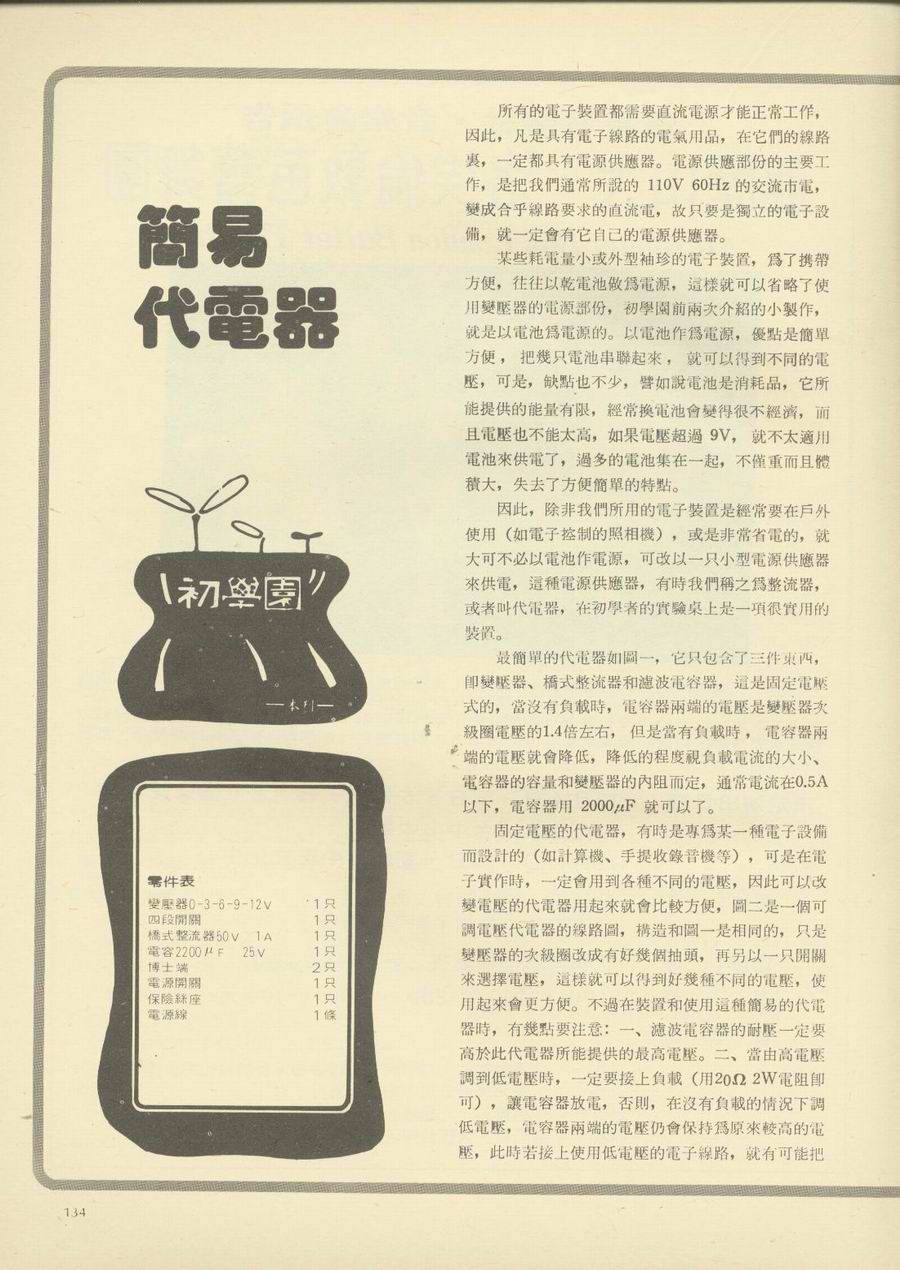 簡易
代電器
初學園
—本刊—
零件表
變壓器0-3-6-9-12V 1只
四段開關 1只
橋式整流器50V 1A 1只
電容2200μF 25V 1只
博士端 2只
電源開關 1只
保險絲座 1只
電源線 1條
所有的電子裝置都需要直流電源才能正常工作，
因此，凡是具有電子線路的電氣用品，在它們的線路
裏，一定都具有電源供應器。電源供應部份的主要工
作，是把我們通常所說的 110V 60Hz 的交流市電，
變成合乎線路要求的直流電，故只要是獨立的電子設
備，就一定會有它自己的電源供應器。
某些耗電量小或外型袖珍的電子裝置，爲了携帶
方便，往往以乾電池做爲電源，這樣就可以省略了使
用變壓器的電源部份，初學園前兩次介紹的小製作，
就是以電池爲電源的。以電池作爲電源，優點是簡單
方便，把幾只電池串聯起來，就可以得到不同的電
壓，可是，缺點也不少，譬如說電池是消耗品，它所
能提供的能量有限，經常換電池會變得很不經濟，而
且電壓也不能太高，如果電壓超過 9V，就不太適用
電池來供電了，過多的電池集在一起，不僅重而且體
積大，失去了方便簡單的特點。
因此，除非我們所用的電子裝置是經常要在戶外
使用（如電子控制的照相機），或是非常省電的，就
大可不必以電池作電源，可改以一只小型電源供應器
來供電，這種電源供應器，有時我們稱之爲整流器，
或者叫代電器，在初學者的實驗桌上是一項很實用的
裝置。
最簡單的代電器如圖一，它只包含了三件東西，
卽變壓器、橋式整流器和濾波電容器，這是固定電壓
式的，當沒有負載時，電容器兩端的電壓是變壓器次
級圈電壓的1.4倍左右，但是當有負載時，電容器兩
端的電壓就會降低，降低的程度視負載電流的大小、
電容器的容量和變壓器的內阻而定，通常電流在0.5A
以下，電容器用 2000μF 就可以了。
固定電壓的代電器，有時是專爲某一種電子設備
而設計的（如計算機、手提收錄音機等），可是在電
子實作時，一定會用到各種不同的電壓，因此可以改
變電壓的代電器用起來就會比較方便，圖二是一個可
調電壓代電器的線路圖，構造和圖一是相同的，只是
變壓器的次級圈改成有好幾個抽頭，再另以一只開關
來選擇電壓，這樣就可以得到好幾種不同的電壓，使
用起來會更方便。不過在裝置和使用這種簡易的代電
器時，有幾點要注意：一、濾波電容器的耐壓一定要
高於此代電器所能提供的最高電壓。二、當由高電壓
調到低電壓時，一定要接上負載（用20Ω 2W電阻卽
可），讓電容器放電，否則，在沒有負載的情況下調
低電壓，電容器兩端的電壓仍會保持爲原來較高的電
壓，此時若接上使用低電壓的電子線路，就有可能把
134